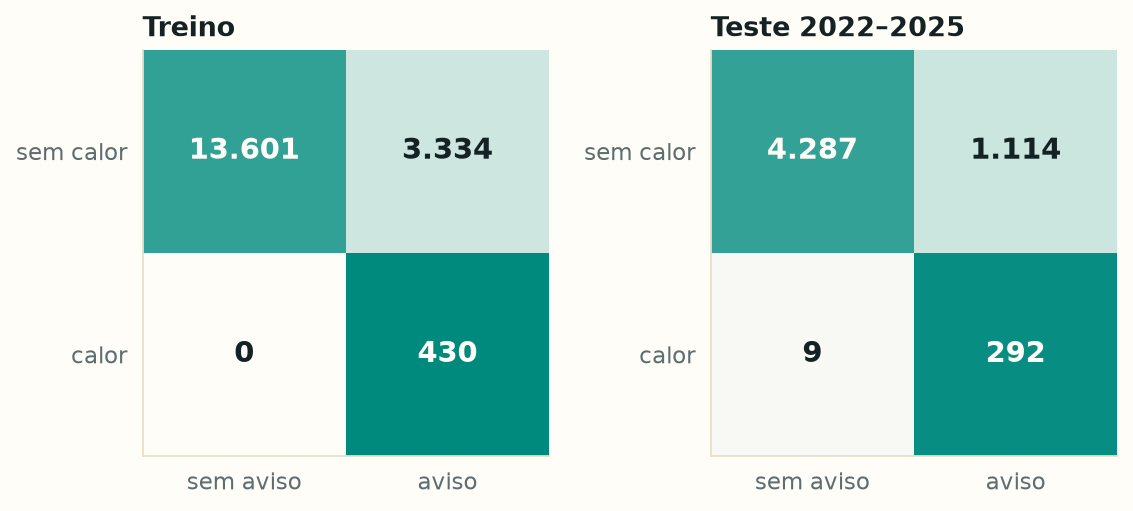 Treino
sem calor
13.601
3.334
calor
0
430
sem aviso
aviso
Teste 2022–2025
sem calor
4.287
1.114
calor
9
292
sem aviso
aviso